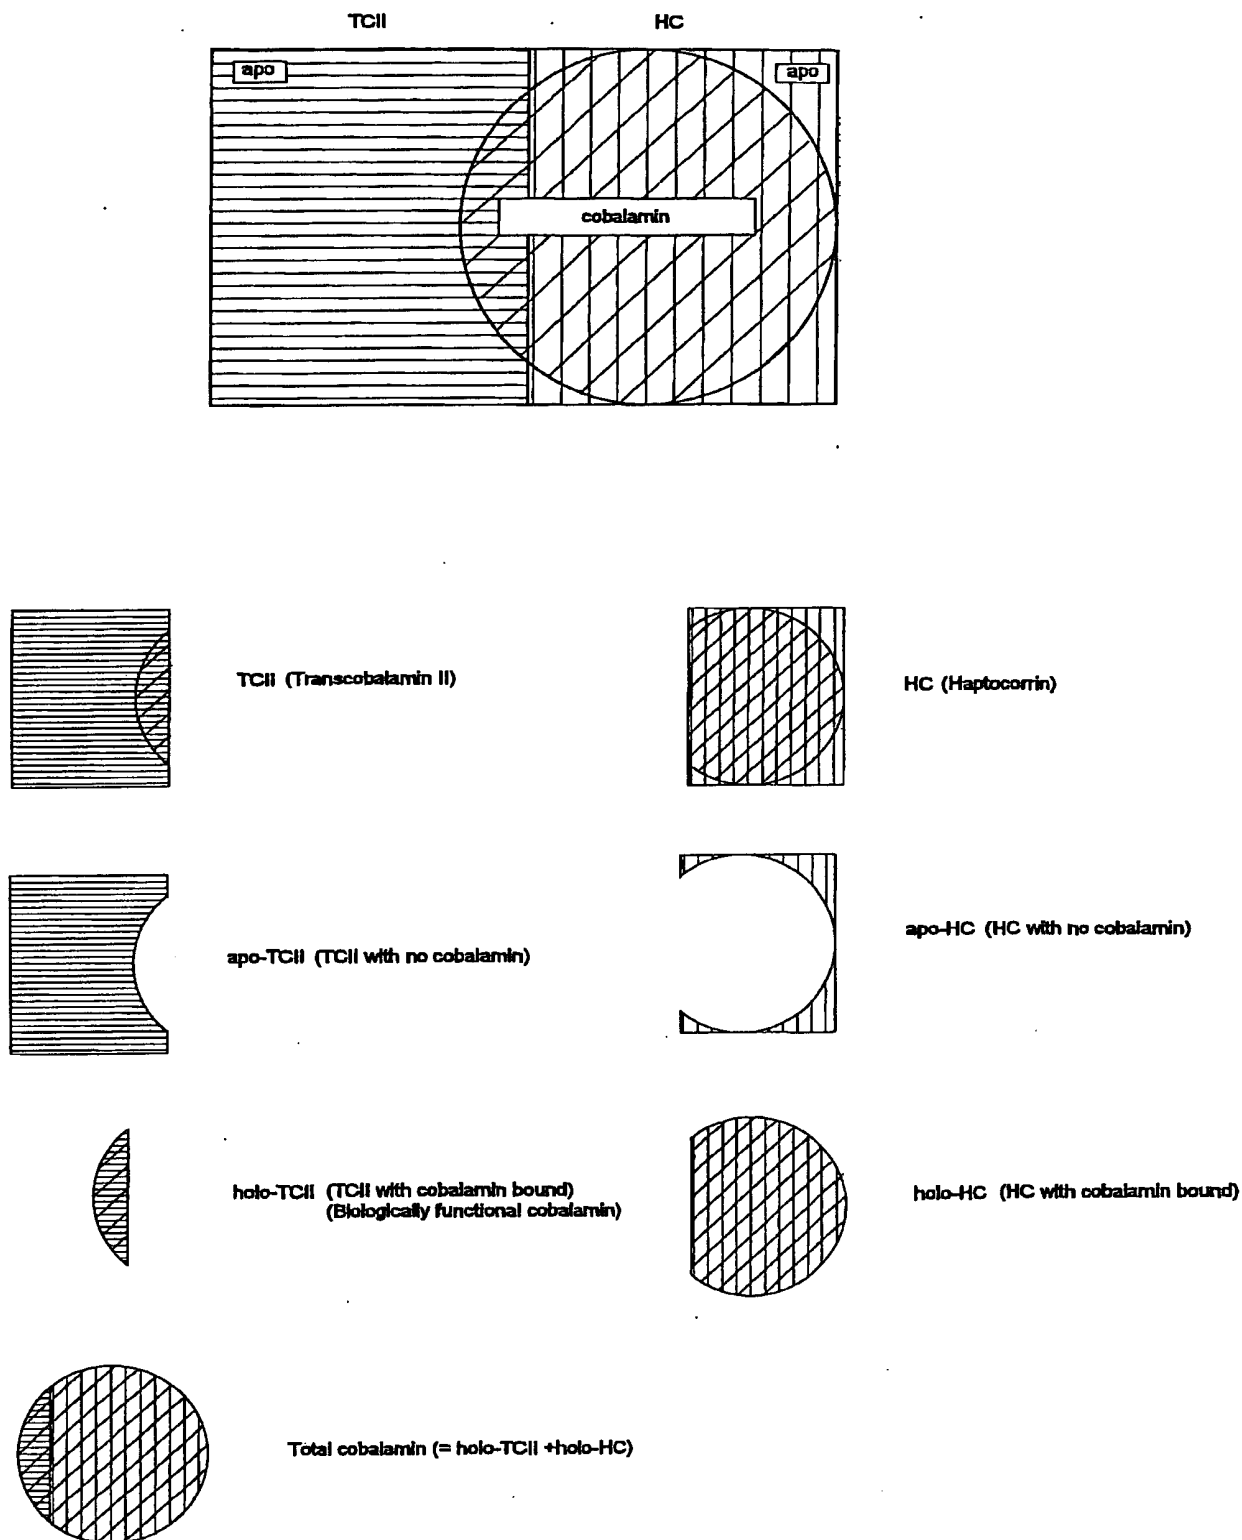 TCII HC
apo apo
cobalamin
TCII (Transcobalamin II)
HC (Haptocorrin)
apo-TCII (TCII with no cobalamin)
apo-HC (HC with no cobalamin)
holo-TCII (TCII with cobalamin bound)
(Biologically functional cobalamin)
holo-HC (HC with cobalamin bound)
Total cobalamin (= holo-TCII +holo-HC)